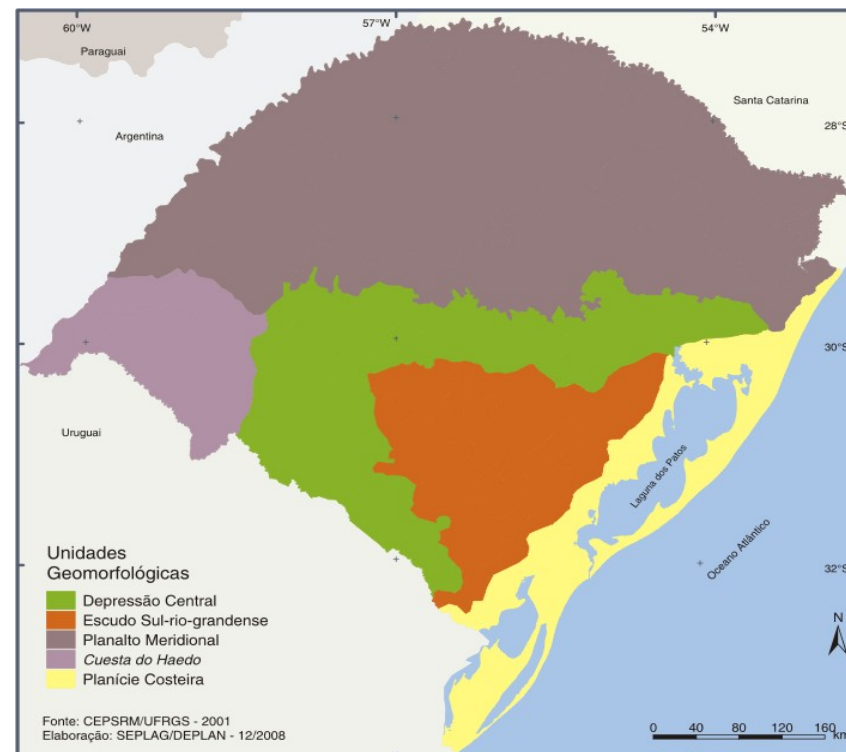 60°W
57°W
54°W
Paraguai
Santa Catarina
28°S
Argentina
30°S
Uruguai
Laguna dos Patos
Oceano Atlântico
32°S
Unidades
Geomorfológicas
Depressão Central
Escudo Sul-rio-grandense
Planalto Meridional
Cuesta do Haedo
Planície Costeira
N
Fonte: CEPSRM/UFRGS - 2001
Elaboração: SEPLAG/DEPLAN - 12/2008
0 40 80 120 160
km